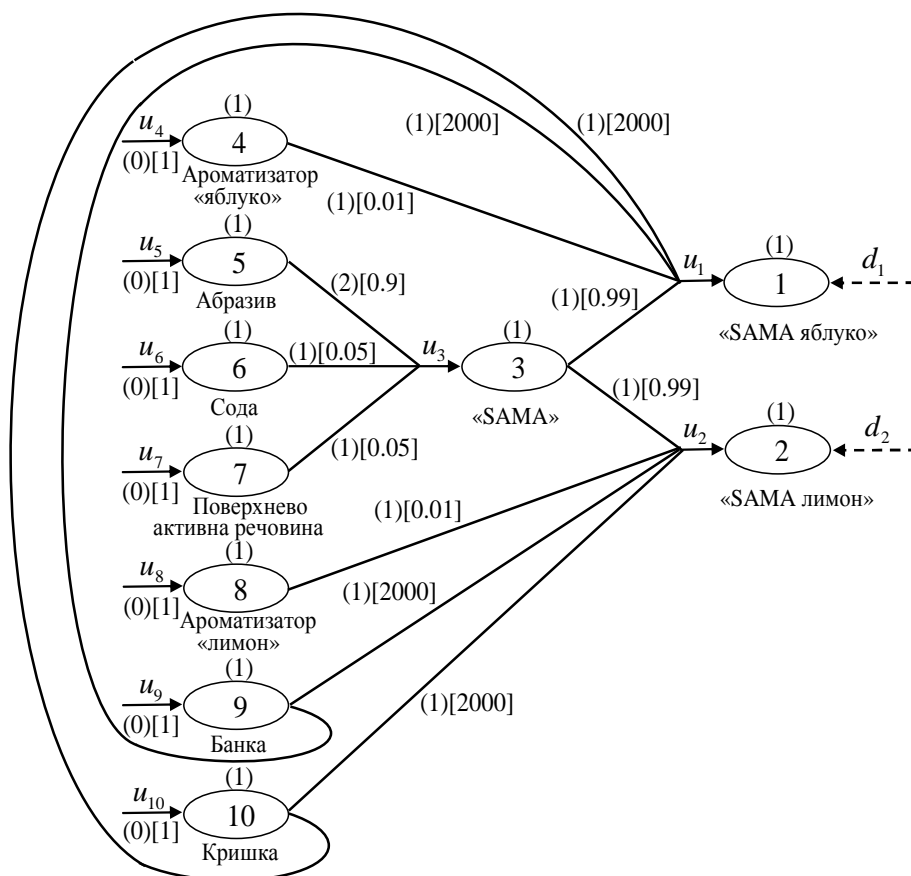 (1)
u4
(0)[1]
4
Ароматизатор
«яблуко»
(1)[2000]
(1)[2000]
(1)[0.01]
(1)
u5
(0)[1]
5
Абразив
(2)[0.9]
u1
(1)
1
d1
«SAMA яблуко»
(1)[0.99]
(1)
u6
(0)[1]
6
Сода
(1)[0.05]
u3
(1)
3
«SAMA»
(1)[0.99]
(1)
u7
(0)[1]
7
Поверхнево
активна речовина
(1)[0.05]
u2
(1)
2
d2
«SAMA лимон»
(1)
u8
(0)[1]
8
Ароматизатор
«лимон»
(1)[0.01]
(1)[2000]
(1)
u9
(0)[1]
9
Банка
(1)[2000]
(1)
u10
(0)[1]
10
Кришка